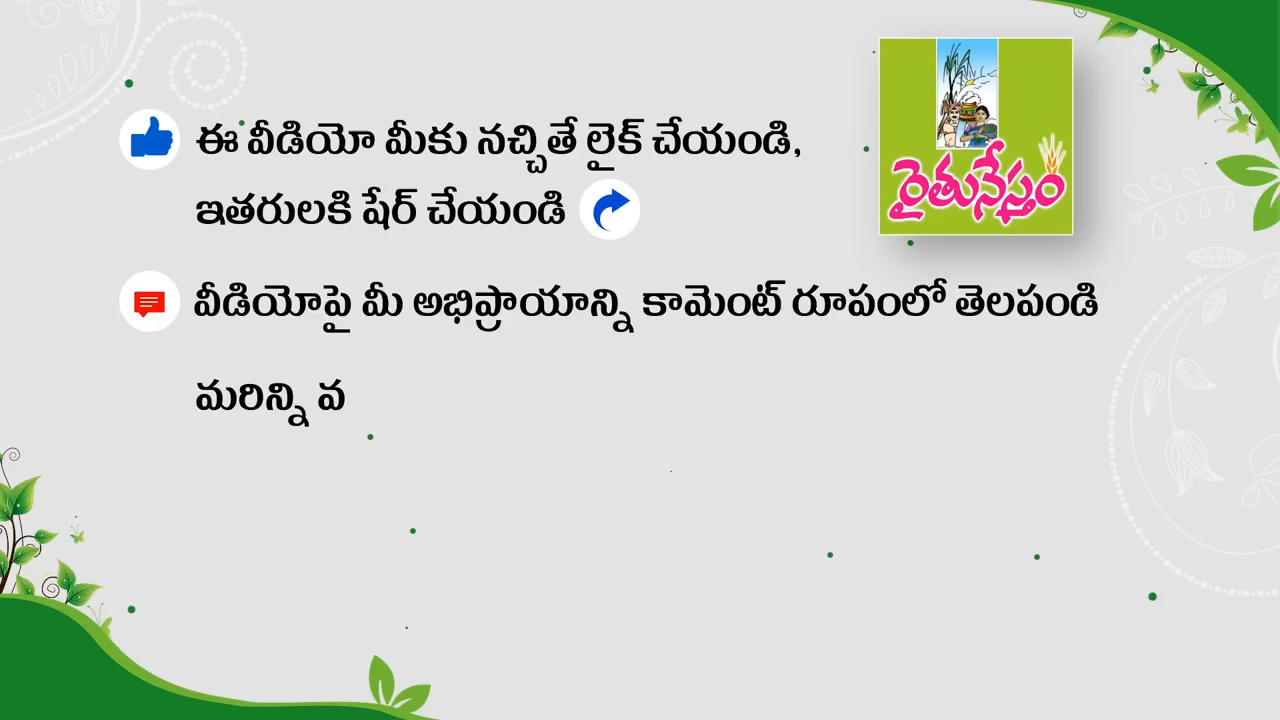 ఈ వీడియో మీకు నచ్చితే లైక్ చేయండి,
ఇతరులకి షేర్ చేయండి
రైతునేస్తం
వీడియోపై మీ అభిప్రాయాన్ని కామెంట్ రూపంలో తెలపండి
మరిన్ని వ